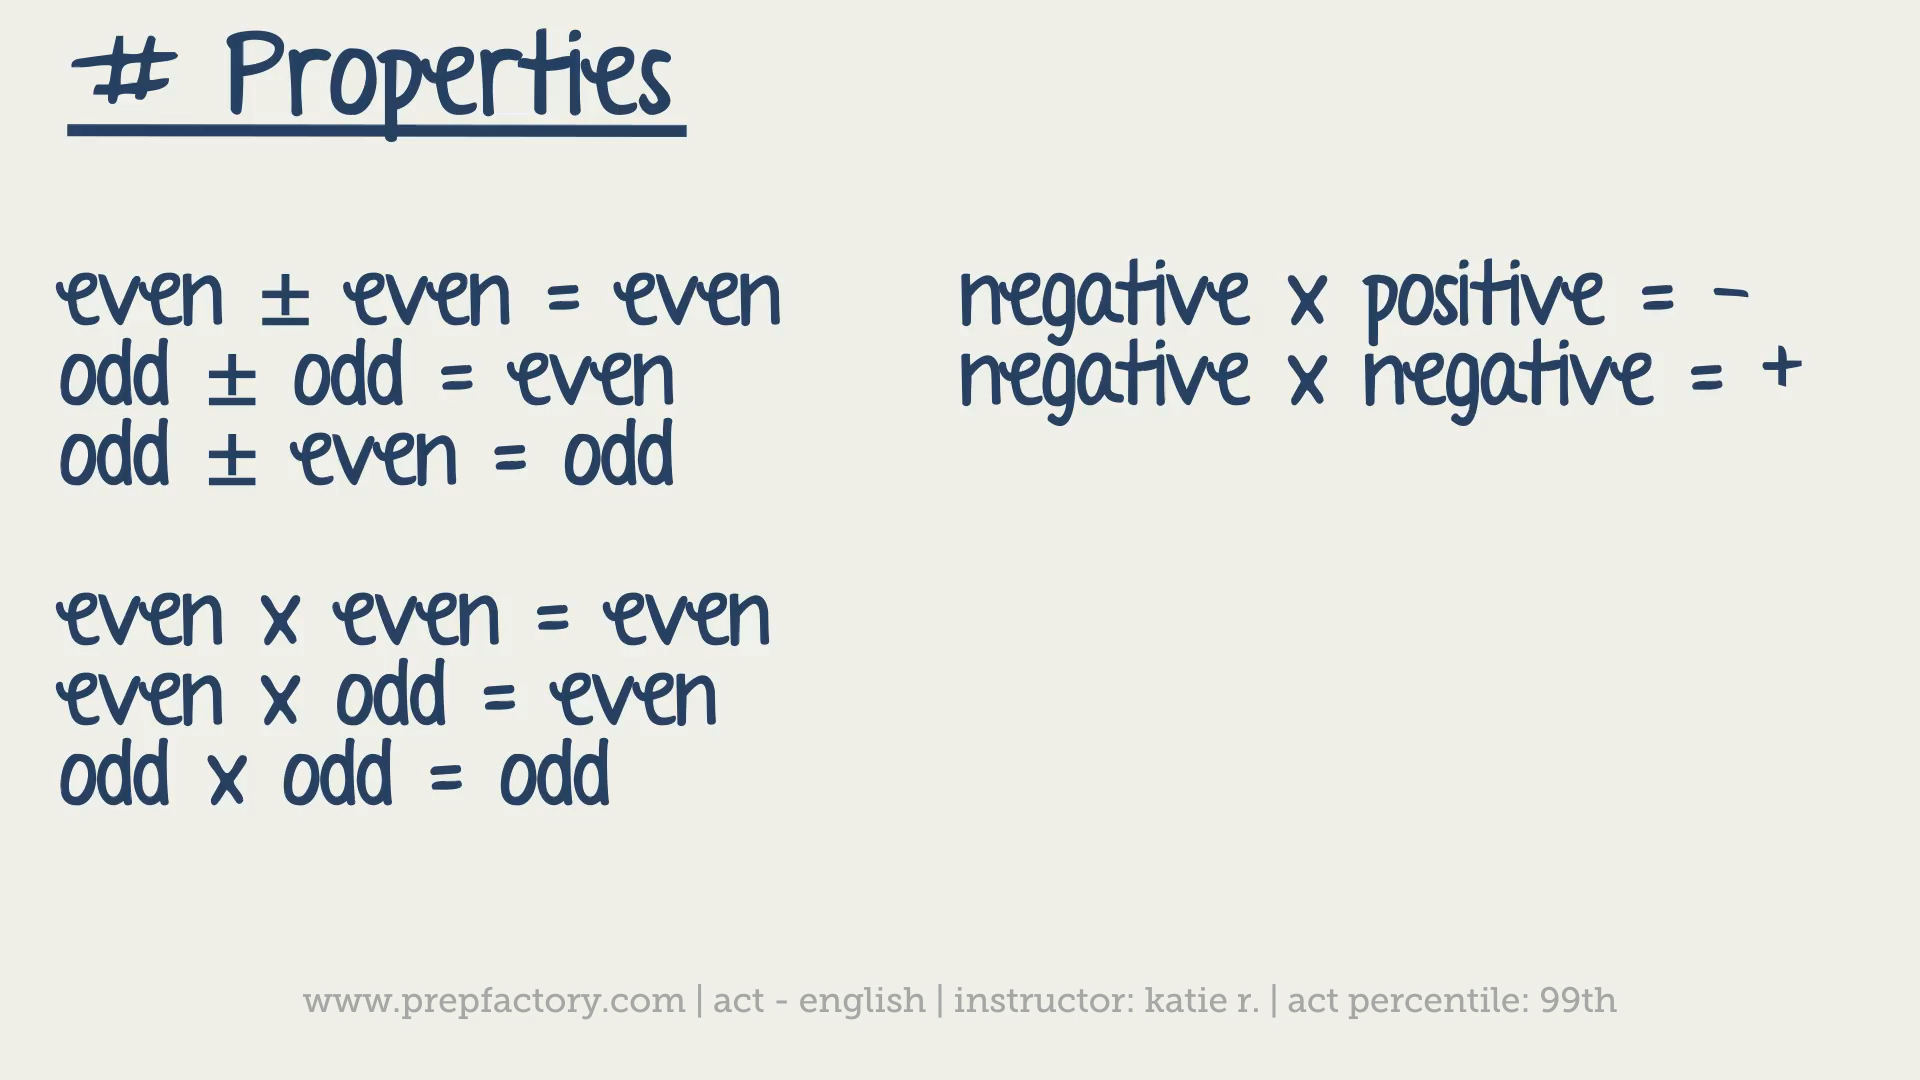 # Properties
even ± even = even
odd ± odd = even
odd ± even = odd
even x even = even
even x odd = even
odd x odd = odd
negative x positive = -
negative x negative = +
www.prepfactory.com | act - english | instructor: katie r. | act percentile: 99th